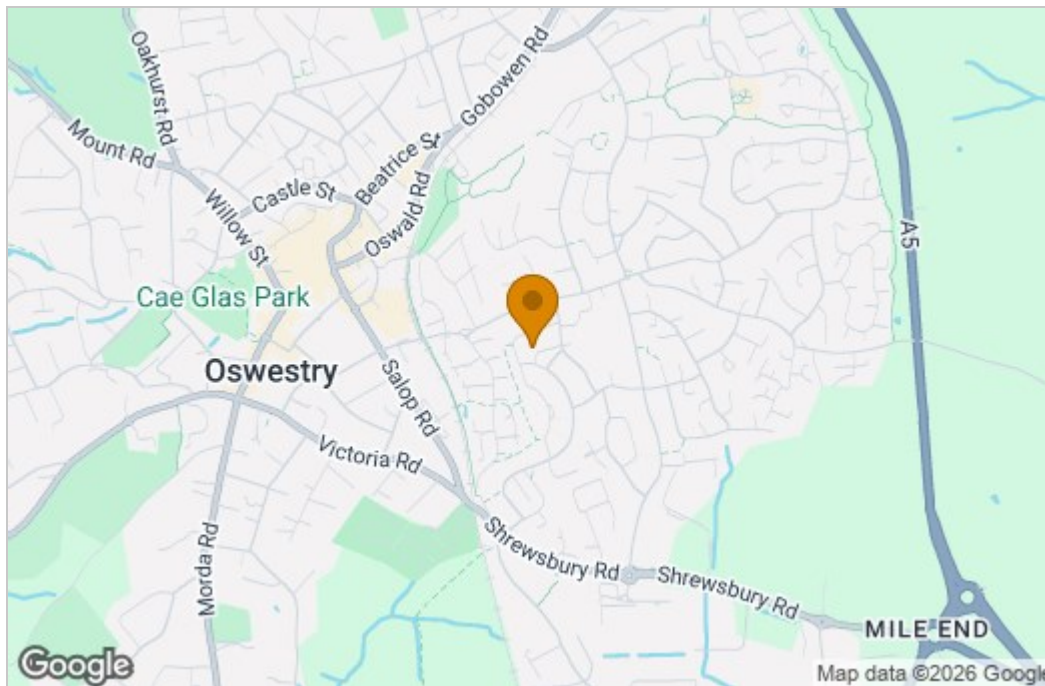 Oakhurst Rd
Mount Rd
Willow St
Castle St
Beatrice St
Gobowen Rd
Oswald Rd
A5
Cae Glas Park
Oswestry
Salop Rd
Victoria Rd
Morda Rd
Shrewsbury Rd
Shrewsbury Rd
MILE END
Google
Map data ©2026 Google